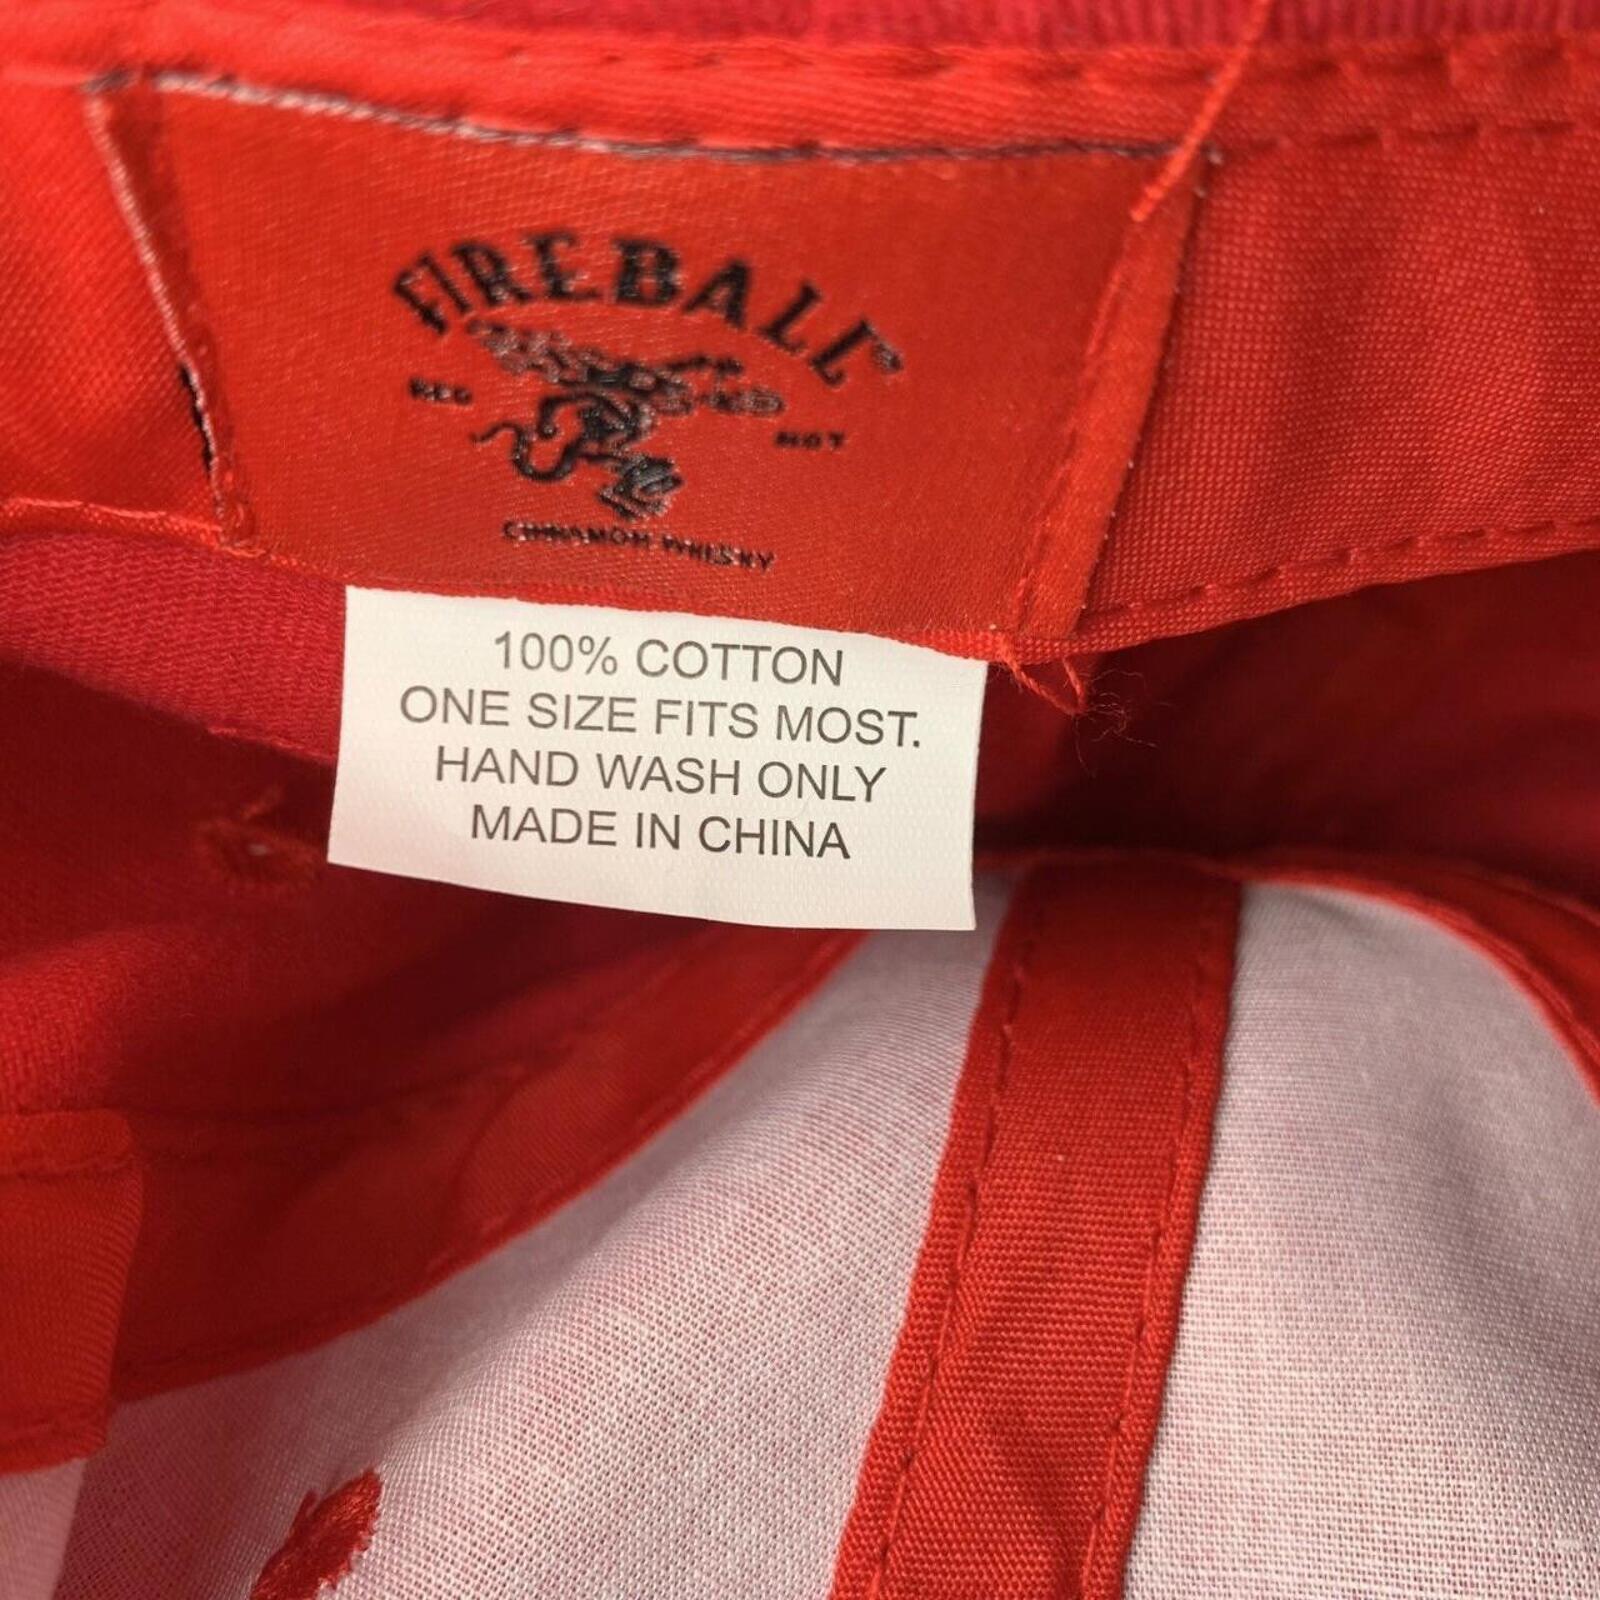 FIREBALL
RED HOT
CINNAMON WHISKY
100% COTTON
ONE SIZE FITS MOST.
HAND WASH ONLY
MADE IN CHINA